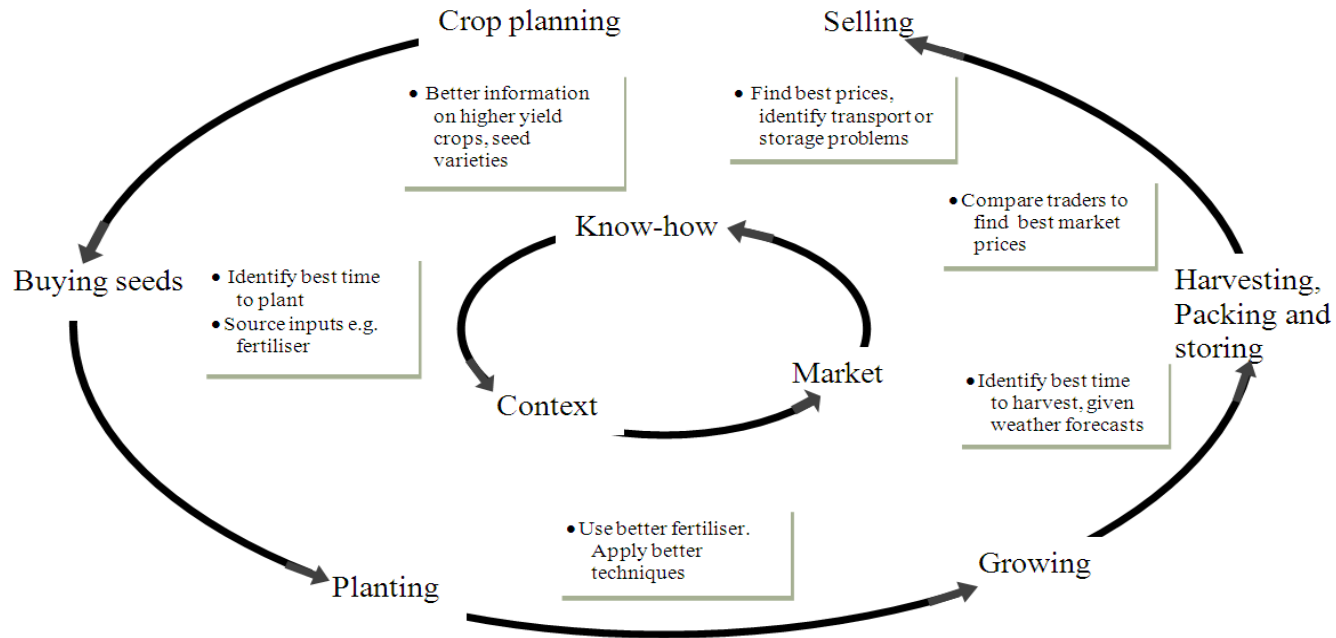 Crop planning
Selling
• Better information
on higher yield
crops, seed
varieties
• Find best prices,
identify transport or
storage problems
• Compare traders to
find best market
prices
Know-how
Buying seeds
• Identify best time
to plant
• Source inputs e.g.
fertiliser
Harvesting,
Packing and
storing
Market
Context
• Identify best time
to harvest, given
weather forecasts
• Use better fertiliser.
Apply better
techniques
Growing
Planting